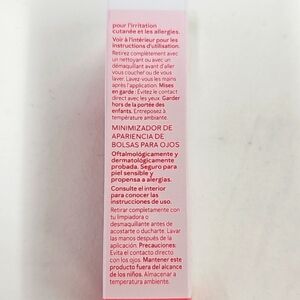 pour l'irritation
cutanée et les allergies.
Voir à l'intérieur pour les
instructions d'utilisation.
Retirez complètement avec
un nettoyant ou avec un
démaquillant avant d'aller
vous coucher ou de vous
laver. Lavez-vous les mains
après l'application. Mises
en garde : Évitez le contact
direct avec les yeux. Garder
hors de la portée des
enfants. Entreposez à
température ambiante.
MINIMIZADOR DE
APARIENCIA DE
BOLSAS PARA OJOS
Oftalmológicamente y
dermatológicamente
probada. Seguro para
piel sensible y
propensa a alergias.
Consulte el interior
para conocer las
instrucciones de uso.
Retirar completamente con
tu limpiadora o
desmaquillante antes de
acostarte o ducharte. Lavar
las manos después de la
aplicación. Precauciones:
Evita el contacto directo
con los ojos. Mantener este
producto fuera del alcance
de los niños. Almacenar a
temperatura ambiente.